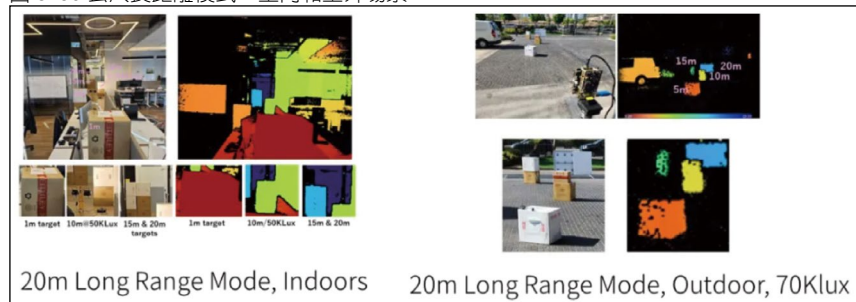 1m
15m
20m
10m
5m
1m target
10m@50KLux
15m & 20m
targets
1m target
10m/50KLux
15m & 20m
20m Long Range Mode, Indoors
20m Long Range Mode, Outdoor, 70Klux